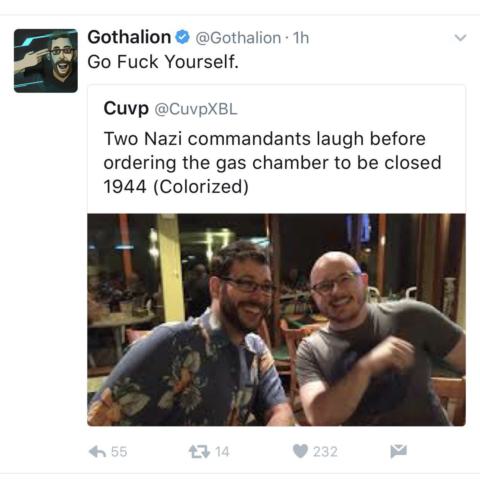 Gothalion @Gothalion · 1h
Go Fuck Yourself.
Cuvp @CuvpXBL
Two Nazi commandants laugh before
ordering the gas chamber to be closed
1944 (Colorized)
55 14 232